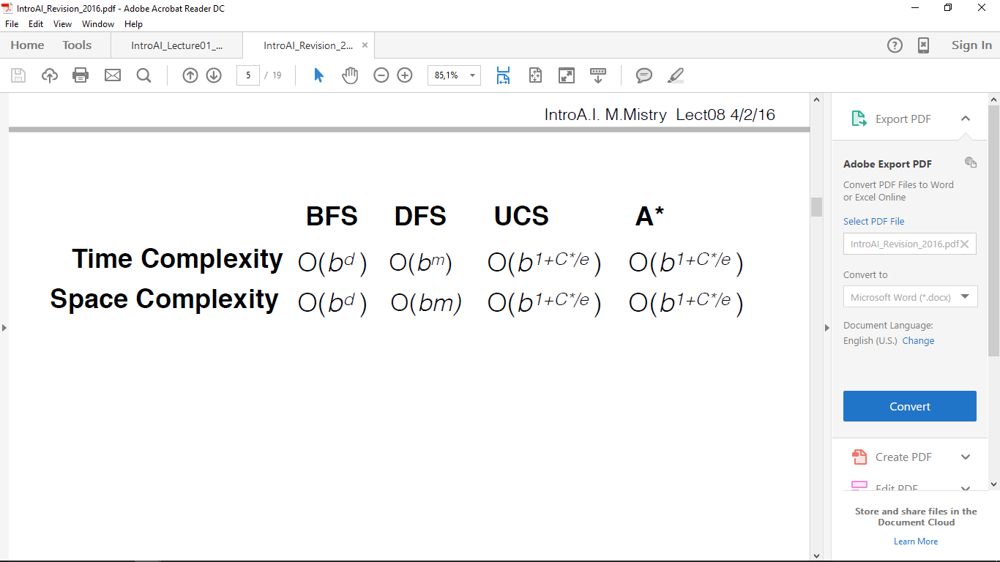 IntroAI_Revision_2016.pdf - Adobe Acrobat Reader DC
File Edit View Window Help
Home Tools IntroAI_Lecture01_... IntroAI_Revision_2... × ? Sign In
5 / 19 85,1%
IntroA.I. M.Mistry Lect08 4/2/16
BFS DFS UCS A*
Time Complexity O(b^d) O(b^m) O(b^1+C*/e) O(b^1+C*/e)
Space Complexity O(b^d) O(bm) O(b^1+C*/e) O(b^1+C*/e)
Export PDF
Adobe Export PDF
Convert PDF Files to Word
or Excel Online
Select PDF File
IntroAI_Revision_2016.pdf
Convert to
Microsoft Word (*.docx)
Document Language:
English (U.S.) Change
Convert
Create PDF
Edit PDF
Store and share files in the
Document Cloud
Learn More